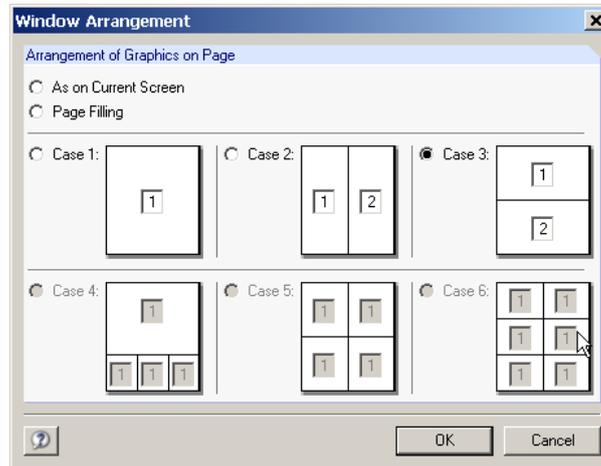 Window Arrangement
Arrangement of Graphics on Page
As on Current Screen
Page Filling
Case 1:
1
Case 2:
1 2
Case 3:
1
2
Case 4:
1
1 1 1
Case 5:
1 1
1 1
Case 6:
1 1
1 1
1 1
OK Cancel